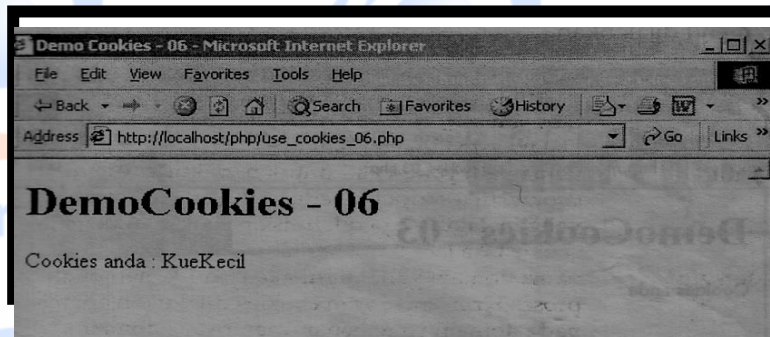 Demo Cookies - 06 - Microsoft Internet Explorer
File Edit View Favorites Tools Help
Back Search Favorites History
Address http://localhost/php/use_cookies_06.php Go Links
DemoCookies - 06
Cookies anda : KueKecil